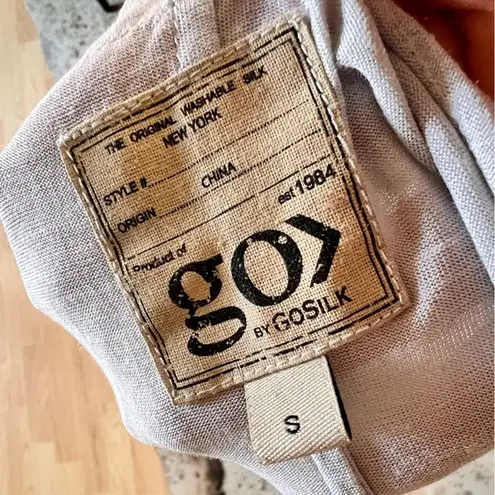 THE ORIGINAL WASHABLE SILK
NEW YORK
STYLE #
ORIGIN CHINA
est 1984
Product of
go>
BY GOSILK
S